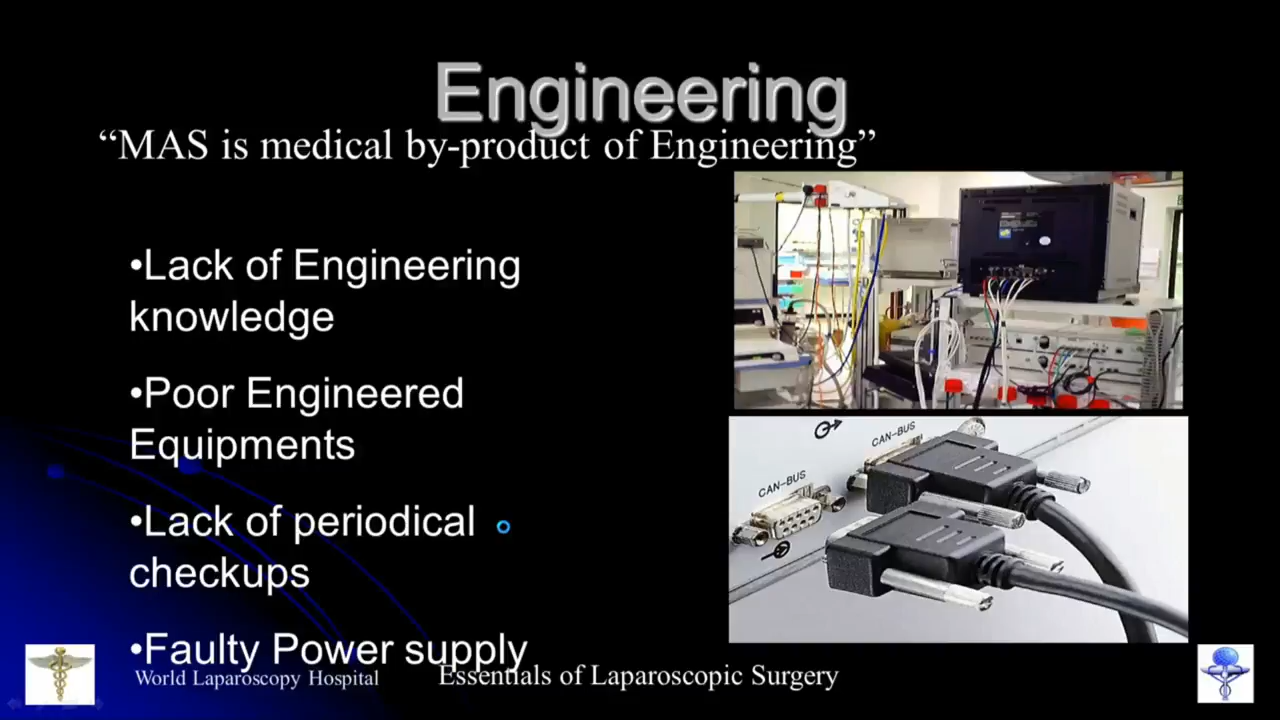 Engineering
“MAS is medical by-product of Engineering”
•Lack of Engineering
knowledge
•Poor Engineered
Equipments
•Lack of periodical
checkups
•Faulty Power supply
CAN-BUS
CAN-BUS
World Laparoscopy Hospital
Essentials of Laparoscopic Surgery